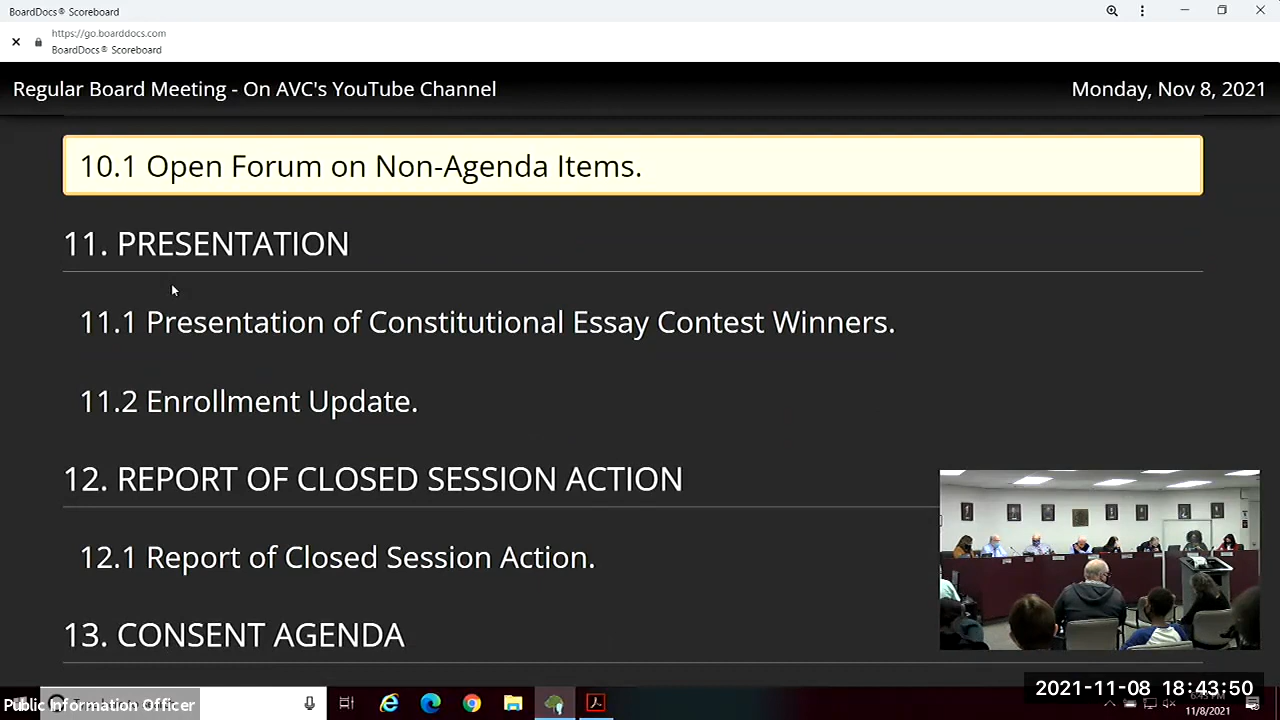 BoardDocs® Scoreboard
https://go.boarddocs.com
BoardDocs® Scoreboard
Regular Board Meeting - On AVC's YouTube Channel
Monday, Nov 8, 2021
10.1 Open Forum on Non-Agenda Items.
11. PRESENTATION
11.1 Presentation of Constitutional Essay Contest Winners.
11.2 Enrollment Update.
12. REPORT OF CLOSED SESSION ACTION
12.1 Report of Closed Session Action.
13. CONSENT AGENDA
Public Information Officer
2021-11-08 18:43:50
11/8/2021